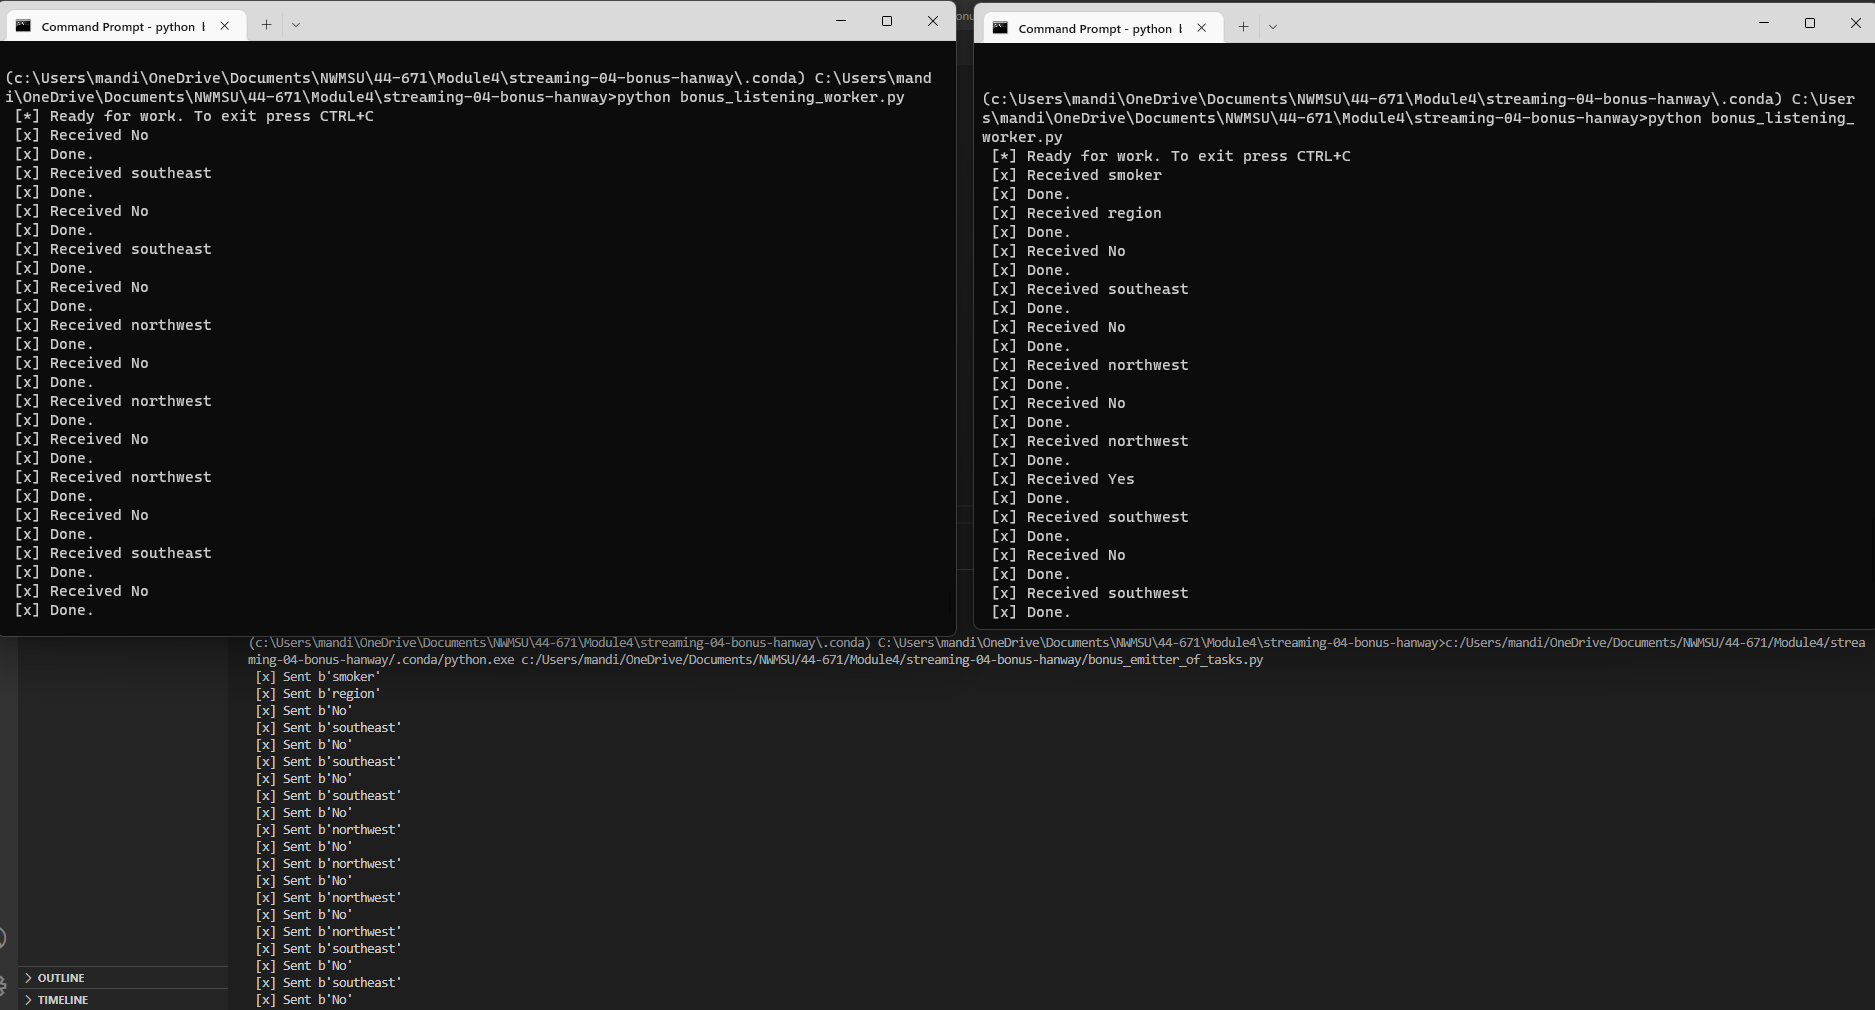 Command Prompt - python
(c:\Users\mandi\OneDrive\Documents\NWMSU\44-671\Module4\streaming-04-bonus-hanway\.conda) C:\Users\mand
i\OneDrive\Documents\NWMSU\44-671\Module4\streaming-04-bonus-hanway>python bonus_listening_worker.py
[*] Ready for work. To exit press CTRL+C
[x] Received No
[x] Done.
[x] Received southeast
[x] Done.
[x] Received No
[x] Done.
[x] Received southeast
[x] Done.
[x] Received No
[x] Done.
[x] Received northwest
[x] Done.
[x] Received No
[x] Done.
[x] Received northwest
[x] Done.
[x] Received No
[x] Done.
[x] Received northwest
[x] Done.
[x] Received No
[x] Done.
[x] Received southeast
[x] Done.
[x] Received No
[x] Done.
Command Prompt - python
(c:\Users\mandi\OneDrive\Documents\NWMSU\44-671\Module4\streaming-04-bonus-hanway\.conda) C:\User
s\mandi\OneDrive\Documents\NWMSU\44-671\Module4\streaming-04-bonus-hanway>python bonus_listening_
worker.py
[*] Ready for work. To exit press CTRL+C
[x] Received smoker
[x] Done.
[x] Received region
[x] Done.
[x] Received No
[x] Done.
[x] Received southeast
[x] Done.
[x] Received No
[x] Done.
[x] Received northwest
[x] Done.
[x] Received No
[x] Done.
[x] Received northwest
[x] Done.
[x] Received Yes
[x] Done.
[x] Received southwest
[x] Done.
[x] Received No
[x] Done.
[x] Received southwest
[x] Done.
(c:\Users\mandi\OneDrive\Documents\NWMSU\44-671\Module4\streaming-04-bonus-hanway\.conda) C:\Users\mandi\OneDrive\Documents\NWMSU\44-671\Module4\streaming-04-bonus-hanway>c:/Users/mandi/OneDrive/Documents/NWMSU/44-671/Module4/strea
ming-04-bonus-hanway/.conda/python.exe c:/Users/mandi/OneDrive/Documents/NWMSU/44-671/Module4/streaming-04-bonus-hanway/bonus_emitter_of_tasks.py
[x] Sent b'smoker'
[x] Sent b'region'
[x] Sent b'No'
[x] Sent b'southeast'
[x] Sent b'No'
[x] Sent b'southeast'
[x] Sent b'No'
[x] Sent b'southeast'
[x] Sent b'No'
[x] Sent b'northwest'
[x] Sent b'No'
[x] Sent b'northwest'
[x] Sent b'No'
[x] Sent b'northwest'
[x] Sent b'No'
[x] Sent b'northwest'
[x] Sent b'southeast'
[x] Sent b'No'
[x] Sent b'southeast'
[x] Sent b'No'
OUTLINE
TIMELINE